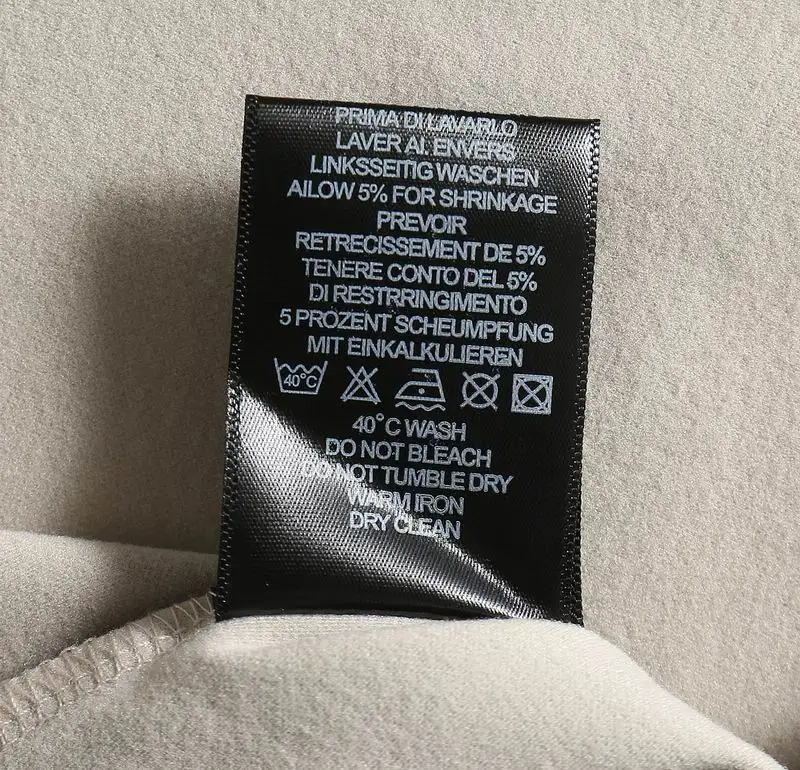 PRIMA DI LAVARLO
LAVER AL ENVERS
LINKSSEITIG WASCHEN
AILOW 5% FOR SHRINKAGE
PREVOIR
RETRECISSEMENT DE 5%
TENERE CONTO DEL 5%
DI RESTRRINGIMENTO
5 PROZENT SCHEUMPFUNG
MIT EINKALKULIEREN
40°C
40°C WASH
DO NOT BLEACH
DO NOT TUMBLE DRY
WARM IRON
DRY CLEAN